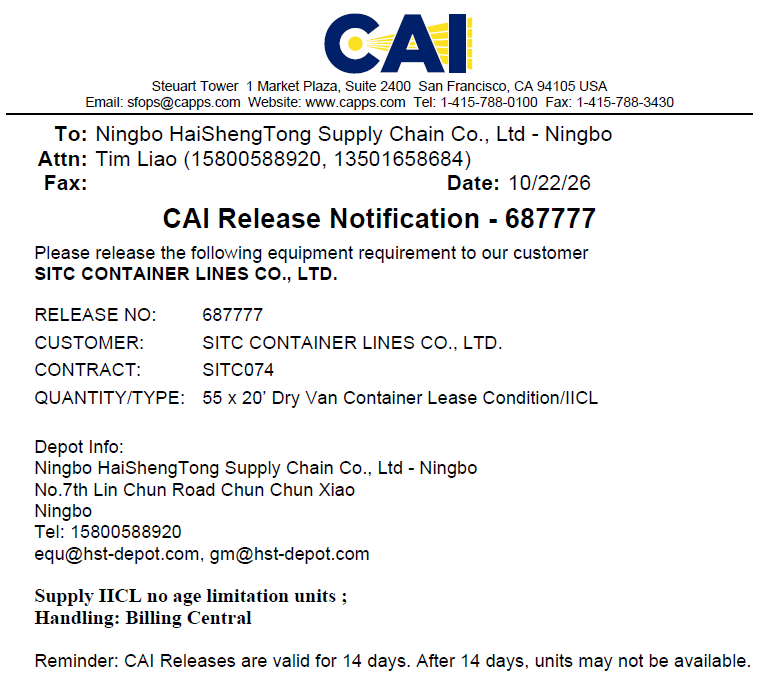 CAI
Steuart Tower 1 Market Plaza, Suite 2400 San Francisco, CA 94105 USA
Email: sfops@capps.com Website: www.capps.com Tel: 1-415-788-0100 Fax: 1-415-788-3430
To: Ningbo HaiShengTong Supply Chain Co., Ltd - Ningbo
Attn: Tim Liao (15800588920, 13501658684)
Fax: Date: 10/22/26
CAI Release Notification - 687777
Please release the following equipment requirement to our customer
SITC CONTAINER LINES CO., LTD.
RELEASE NO: 687777
CUSTOMER: SITC CONTAINER LINES CO., LTD.
CONTRACT: SITC074
QUANTITY/TYPE: 55 x 20’ Dry Van Container Lease Condition/IICL
Depot Info:
Ningbo HaiShengTong Supply Chain Co., Ltd - Ningbo
No.7th Lin Chun Road Chun Chun Xiao
Ningbo
Tel: 15800588920
equ@hst-depot.com, gm@hst-depot.com
Supply IICL no age limitation units ;
Handling: Billing Central
Reminder: CAI Releases are valid for 14 days. After 14 days, units may not be available.